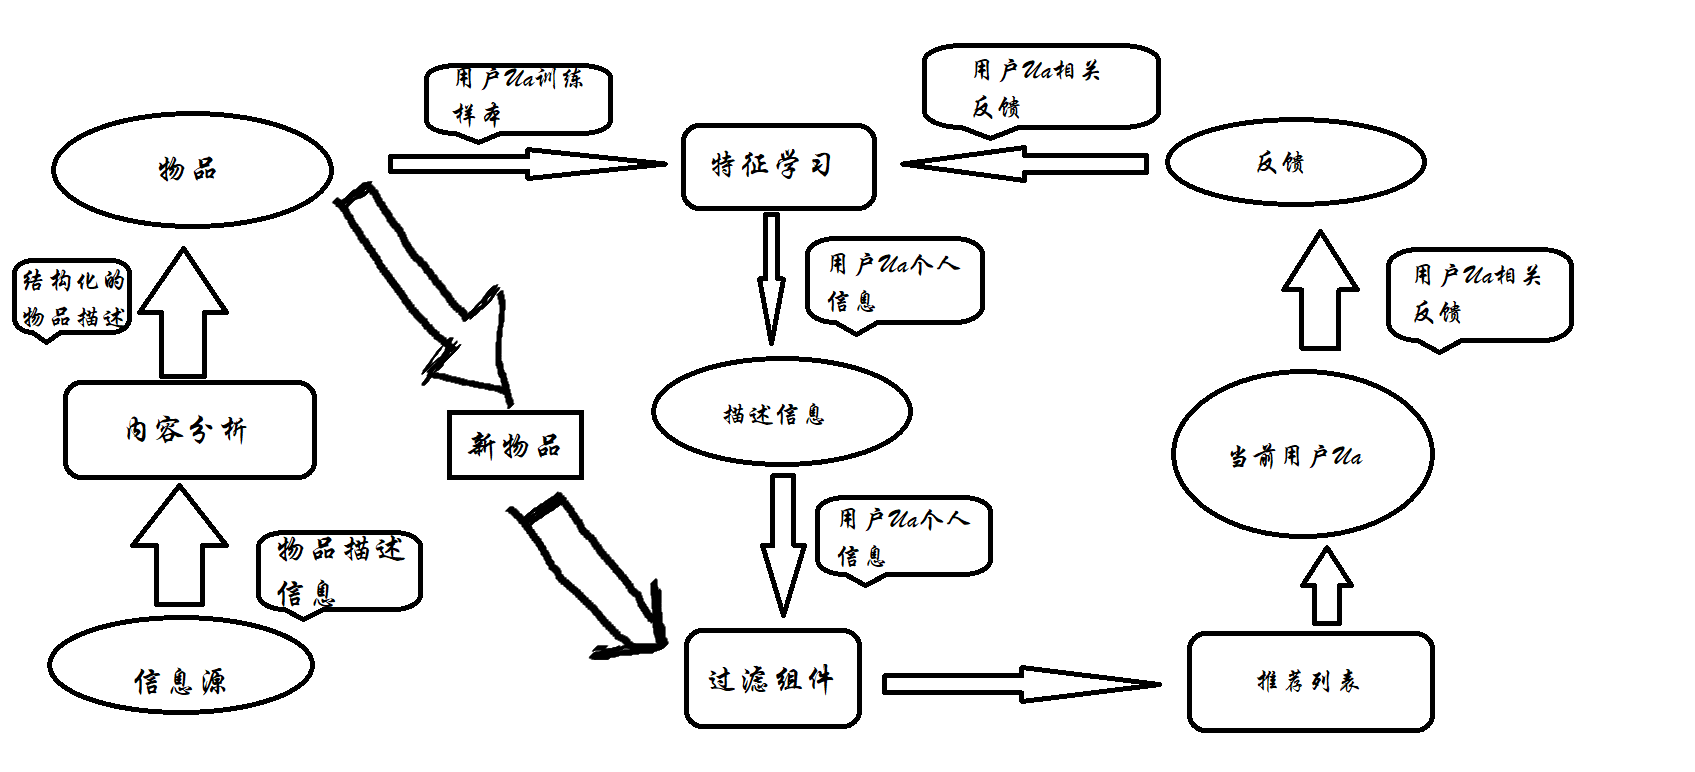 用户Ua训练
样本
用户Ua相关
反馈
物品
特征学习
反馈
结构化的
物品描述
用户Ua个人
信息
用户Ua相关
反馈
内容分析
新物品
描述信息
当前用户Ua
物品描述
信息
用户Ua个人
信息
信息源
过滤组件
推荐列表